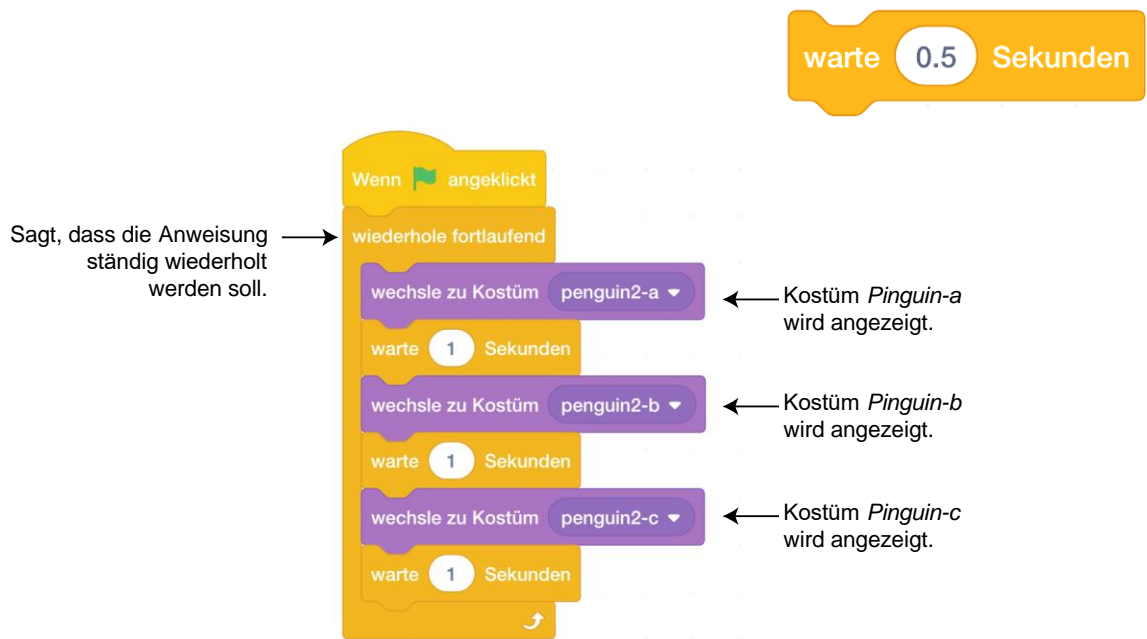 warte 0.5 Sekunden
Wenn angeklickt
Sagt, dass die Anweisung
ständig wiederholt
werden soll.
wiederhole fortlaufend
wechsle zu Kostüm penguin2-a
Kostüm Pinguin-a
wird angezeigt.
warte 1 Sekunden
wechsle zu Kostüm penguin2-b
Kostüm Pinguin-b
wird angezeigt.
warte 1 Sekunden
wechsle zu Kostüm penguin2-c
Kostüm Pinguin-c
wird angezeigt.
warte 1 Sekunden